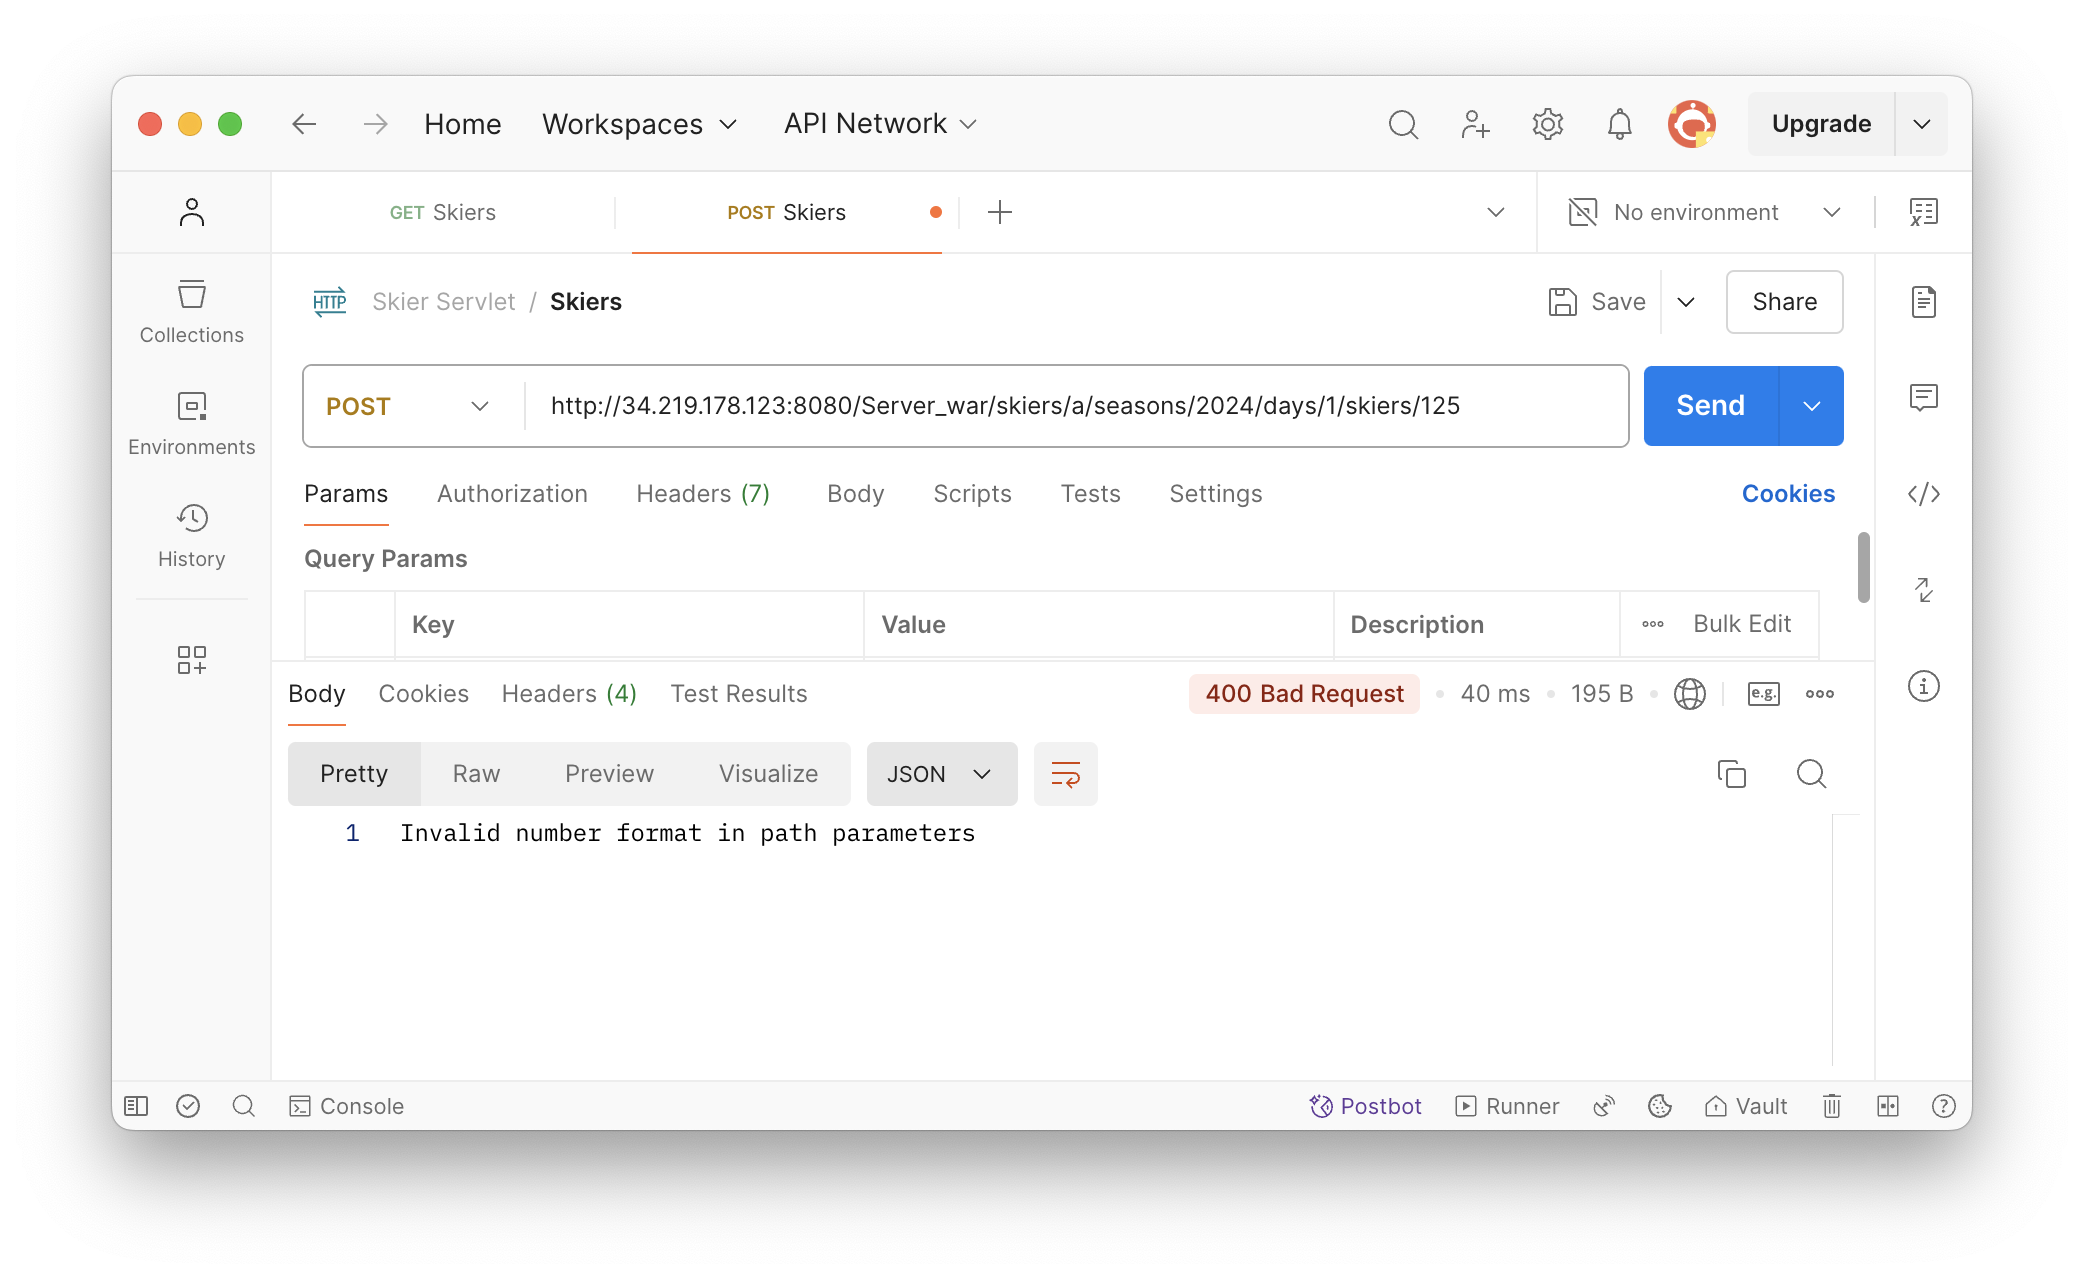 Home Workspaces API Network Upgrade
GET Skiers POST Skiers No environment
HTTP Skier Servlet / Skiers Save Share
Collections
Environments
History
POST http://34.219.178.123:8080/Server_war/skiers/a/seasons/2024/days/1/skiers/125 Send
Params Authorization Headers (7) Body Scripts Tests Settings Cookies
Query Params
Key Value Description Bulk Edit
Body Cookies Headers (4) Test Results 400 Bad Request 40 ms 195 B e.g.
Pretty Raw Preview Visualize JSON
1 Invalid number format in path parameters
Console Postbot Runner Vault